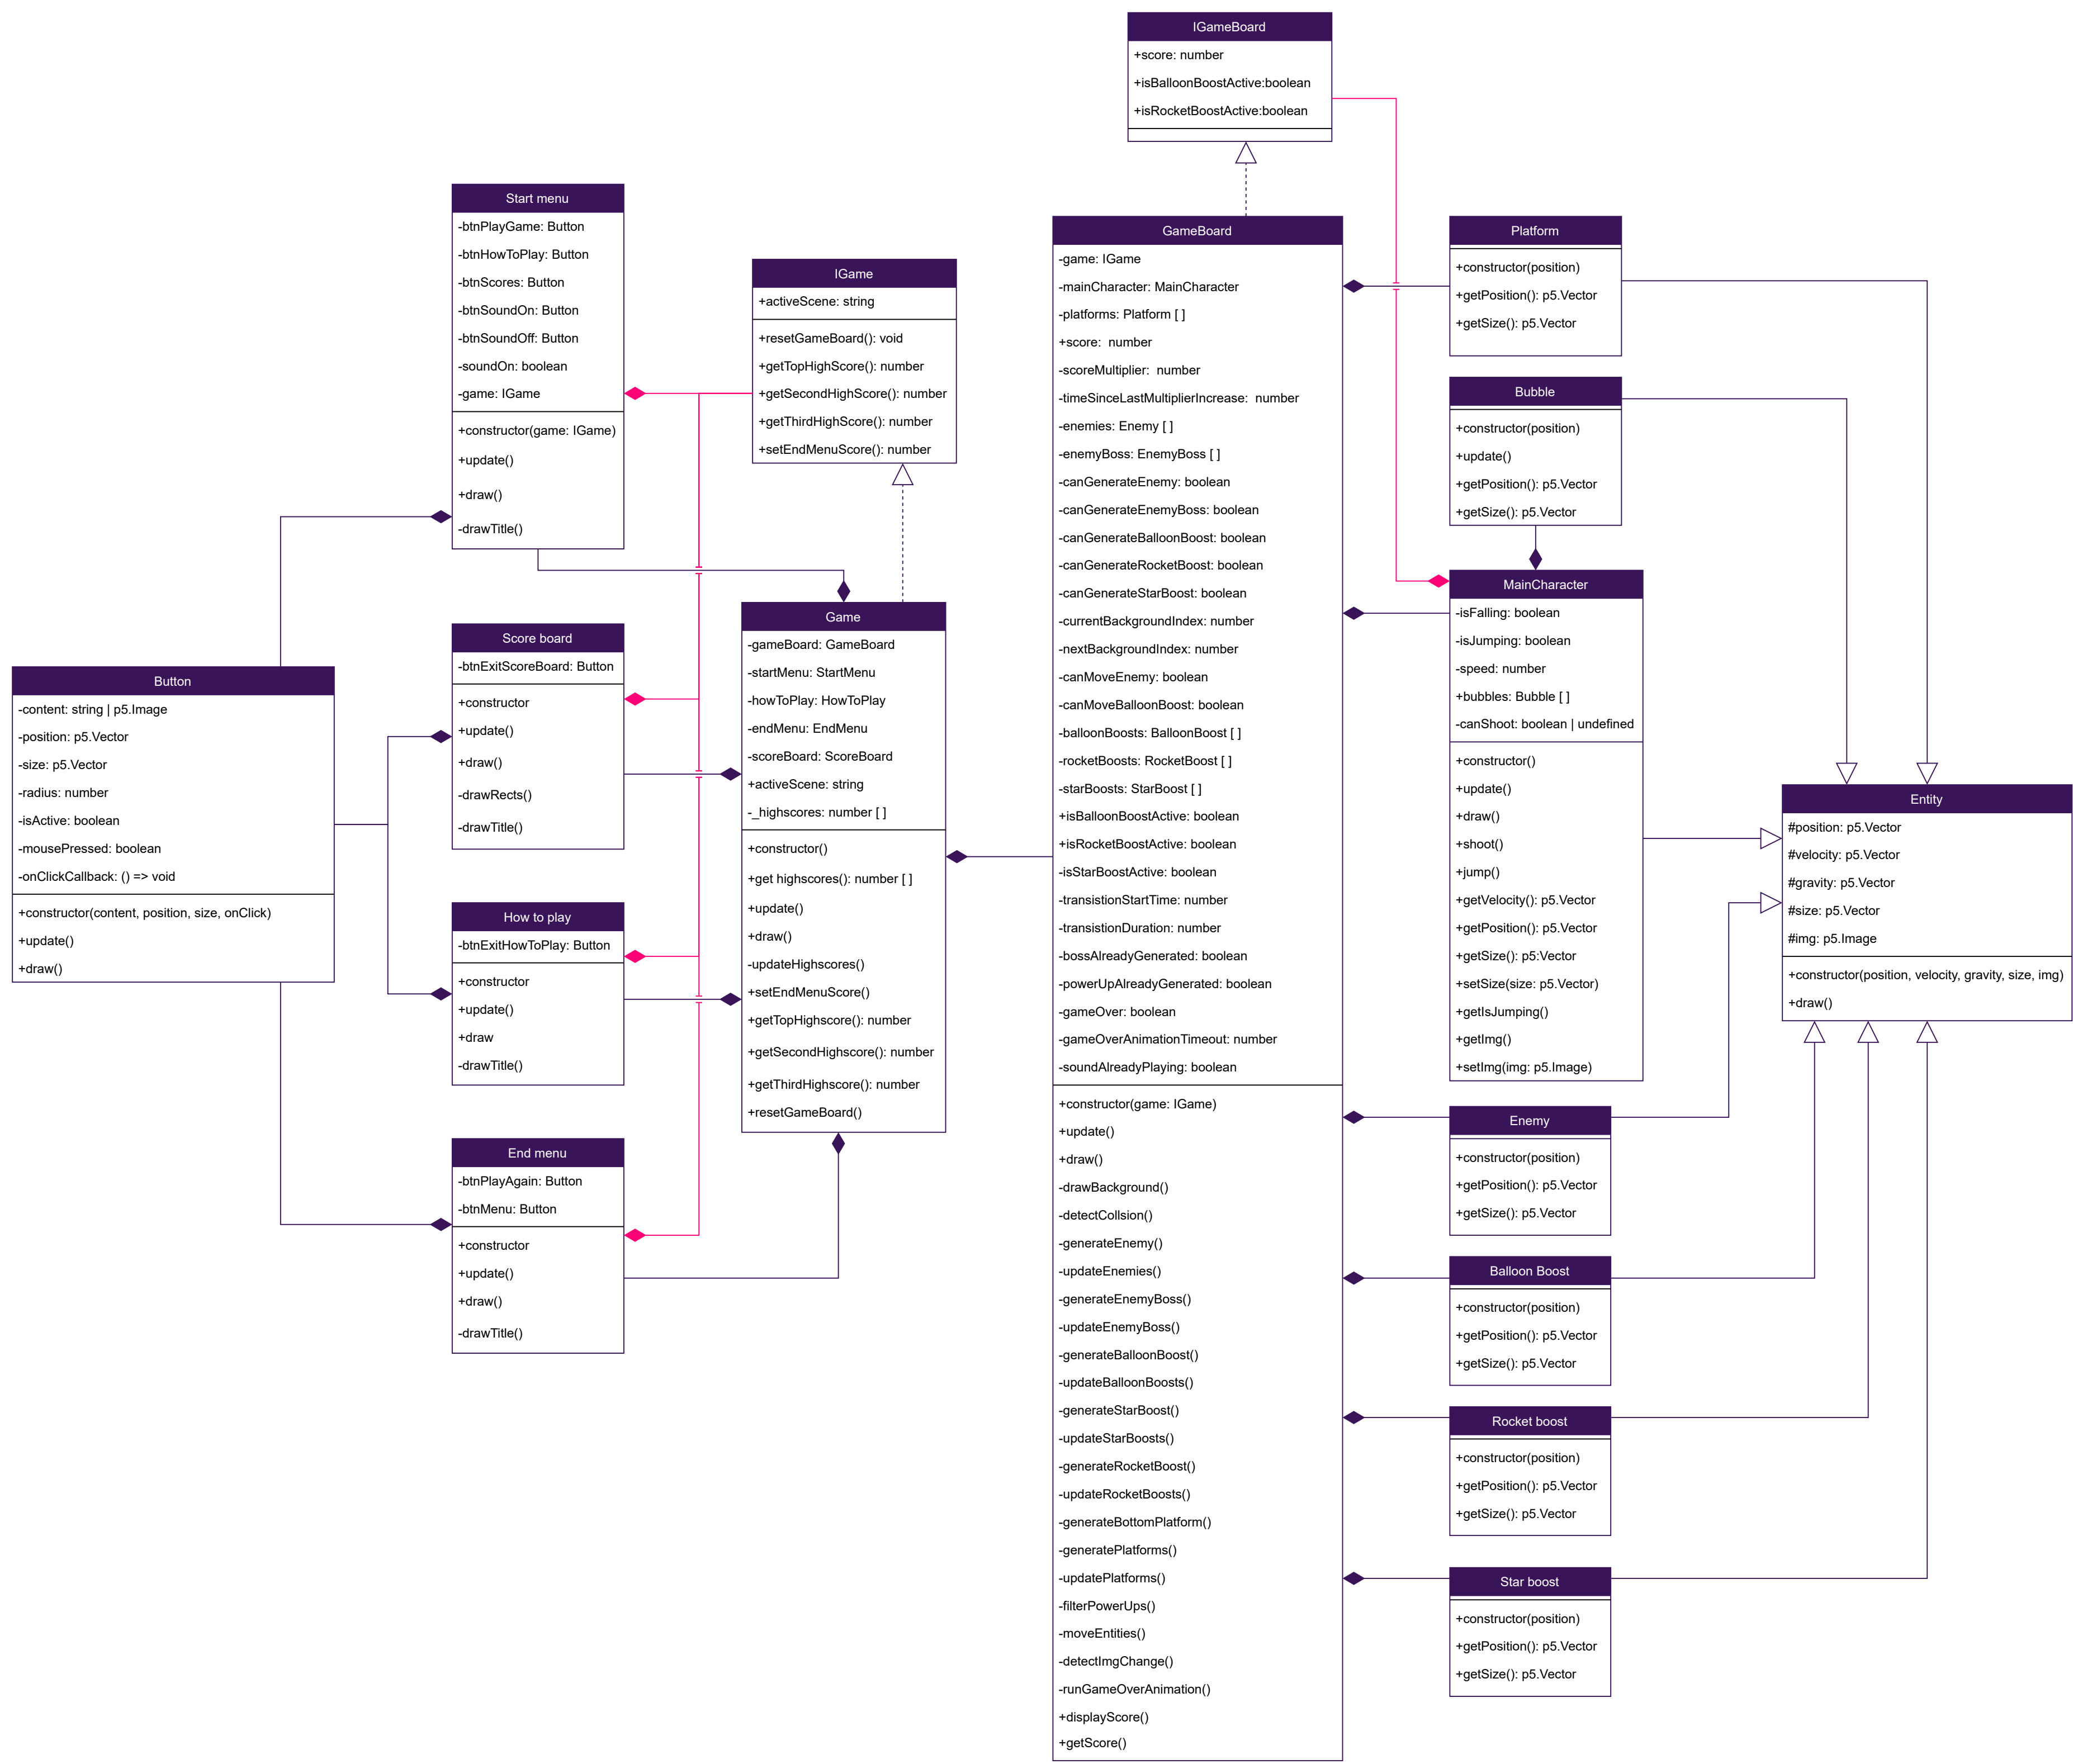 IGameBoard
+score: number
+isBalloonBoostActive:boolean
+isRocketBoostActive:boolean
Start menu
-btnPlayGame: Button
-btnHowToPlay: Button
-btnScores: Button
-btnSoundOn: Button
-btnSoundOff: Button
-soundOn: boolean
-game: IGame
+constructor(game: IGame)
+update()
+draw()
-drawTitle()
IGame
+activeScene: string
+resetGameBoard(): void
+getTopHighScore(): number
+getSecondHighScore(): number
+getThirdHighScore(): number
+setEndMenuScore(): number
Button
-content: string | p5.Image
-position: p5.Vector
-size: p5.Vector
-radius: number
-isActive: boolean
-mousePressed: boolean
-onClickCallback: () => void
+constructor(content, position, size, onClick)
+update()
+draw()
Score board
-btnExitScoreBoard: Button
+constructor
+update()
+draw()
-drawRects()
-drawTitle()
How to play
-btnExitHowToPlay: Button
+constructor
+update()
+draw
-drawTitle()
End menu
-btnPlayAgain: Button
-btnMenu: Button
+constructor
+update()
+draw()
-drawTitle()
Game
-gameBoard: GameBoard
-startMenu: StartMenu
-howToPlay: HowToPlay
-endMenu: EndMenu
-scoreBoard: ScoreBoard
+activeScene: string
-_highscores: number [ ]
+constructor()
+get highscores(): number [ ]
+update()
+draw()
-updateHighscores()
+setEndMenuScore()
+getTopHighscore(): number
+getSecondHighscore(): number
+getThirdHighscore(): number
+resetGameBoard()
GameBoard
-game: IGame
-mainCharacter: MainCharacter
-platforms: Platform [ ]
+score:  number
-scoreMultiplier:  number
-timeSinceLastMultiplierIncrease:  number
-enemies: Enemy [ ]
-enemyBoss: EnemyBoss [ ]
-canGenerateEnemy: boolean
-canGenerateEnemyBoss: boolean
-canGenerateBalloonBoost: boolean
-canGenerateRocketBoost: boolean
-canGenerateStarBoost: boolean
-currentBackgroundIndex: number
-nextBackgroundIndex: number
-canMoveEnemy: boolean
-canMoveBalloonBoost: boolean
-balloonBoosts: BalloonBoost [ ]
-rocketBoosts: RocketBoost [ ]
-starBoosts: StarBoost [ ]
+isBalloonBoostActive: boolean
+isRocketBoostActive: boolean
-isStarBoostActive: boolean
-transistionStartTime: number
-transistionDuration: number
-bossAlreadyGenerated: boolean
-powerUpAlreadyGenerated: boolean
-gameOver: boolean
-gameOverAnimationTimeout: number
-soundAlreadyPlaying: boolean
+constructor(game: IGame)
+update()
+draw()
-drawBackground()
-detectCollsion()
-generateEnemy()
-updateEnemies()
-generateEnemyBoss()
-updateEnemyBoss()
-generateBalloonBoost()
-updateBalloonBoosts()
-generateStarBoost()
-updateStarBoosts()
-generateRocketBoost()
-updateRocketBoosts()
-generateBottomPlatform()
-generatePlatforms()
-updatePlatforms()
-filterPowerUps()
-moveEntities()
-detectImgChange()
-runGameOverAnimation()
+displayScore()
+getScore()
Platform
+constructor(position)
+getPosition(): p5.Vector
+getSize(): p5.Vector
Bubble
+constructor(position)
+update()
+getPosition(): p5.Vector
+getSize(): p5.Vector
MainCharacter
-isFalling: boolean
-isJumping: boolean
-speed: number
+bubbles: Bubble [ ]
-canShoot: boolean | undefined
+constructor()
+update()
+draw()
+shoot()
+jump()
+getVelocity(): p5.Vector
+getPosition(): p5.Vector
+getSize(): p5:Vector
+setSize(size: p5.Vector)
+getIsJumping()
+getImg()
+setImg(img: p5.Image)
Enemy
+constructor(position)
+getPosition(): p5.Vector
+getSize(): p5.Vector
Balloon Boost
+constructor(position)
+getPosition(): p5.Vector
+getSize(): p5.Vector
Rocket boost
+constructor(position)
+getPosition(): p5.Vector
+getSize(): p5.Vector
Star boost
+constructor(position)
+getPosition(): p5.Vector
+getSize(): p5.Vector
Entity
#position: p5.Vector
#velocity: p5.Vector
#gravity: p5.Vector
#size: p5.Vector
#img: p5.Image
+constructor(position, velocity, gravity, size, img)
+draw()